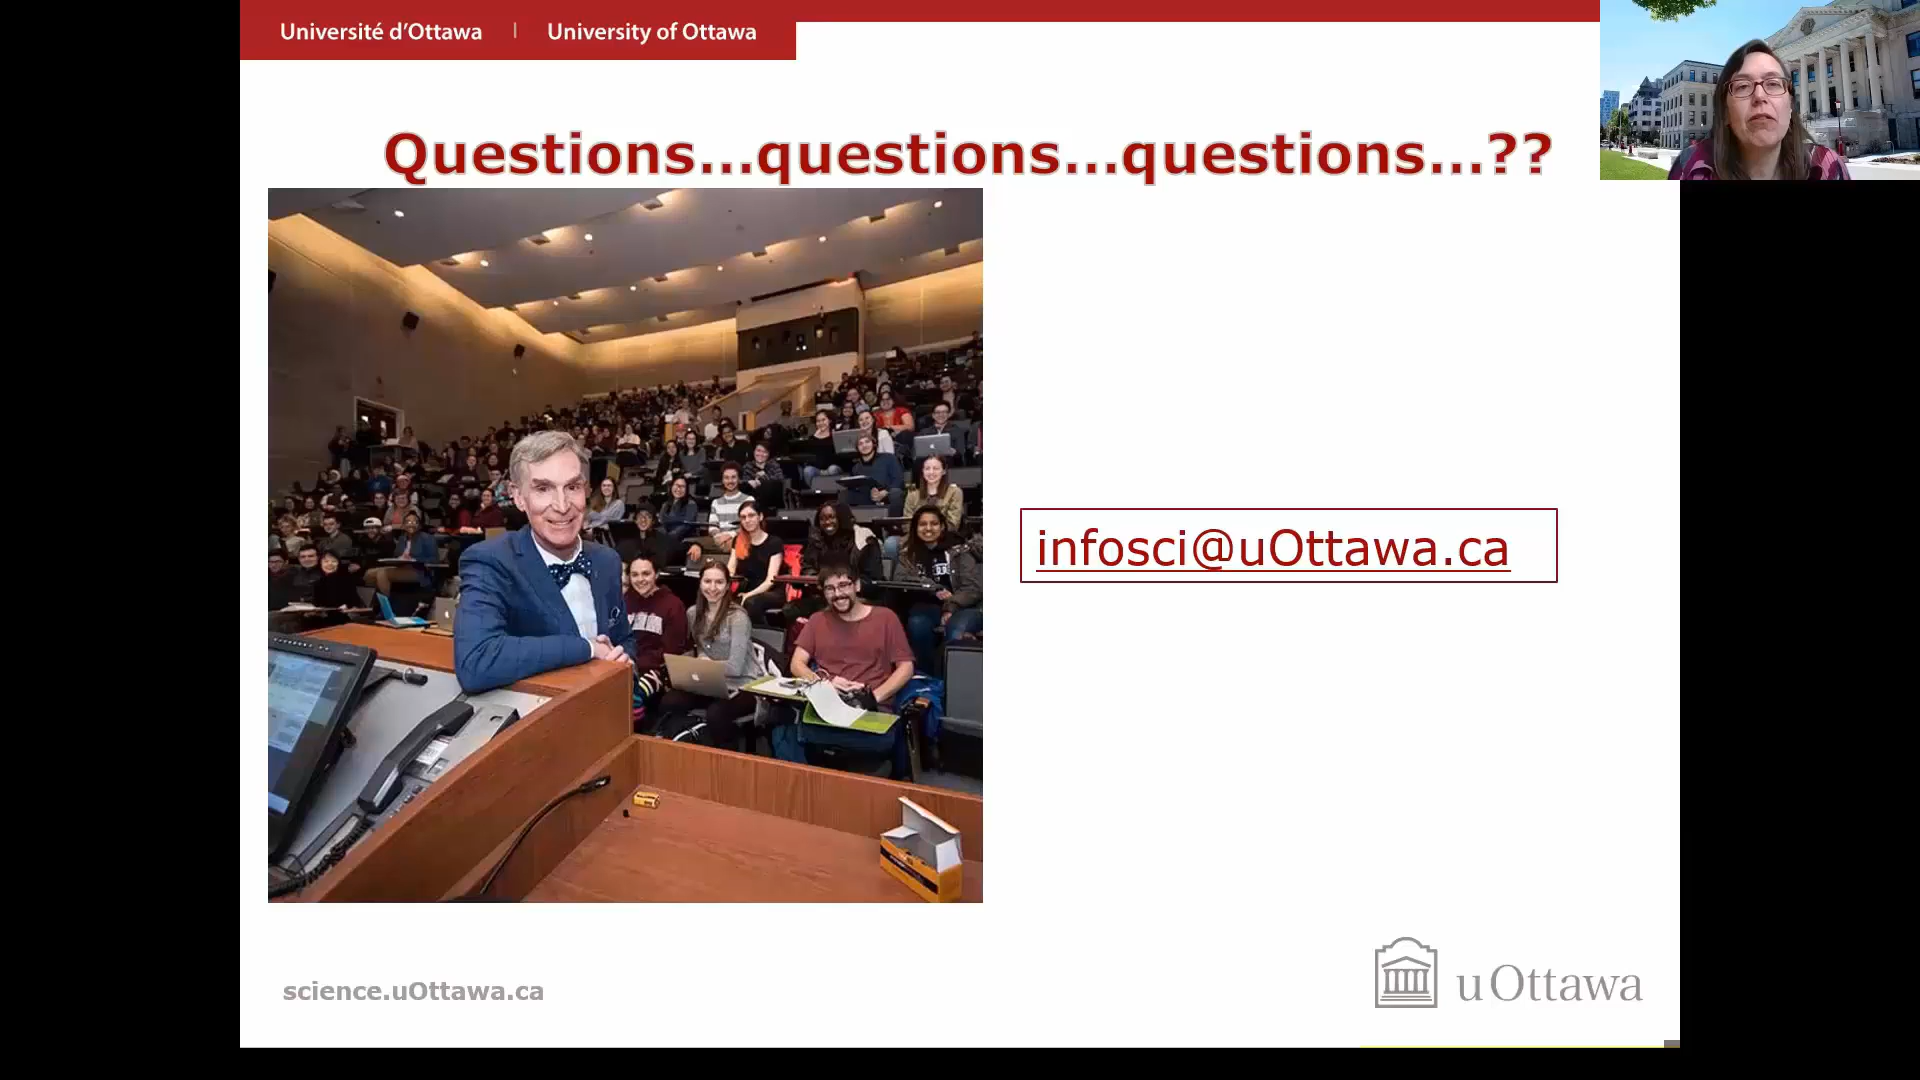 Université d'Ottawa | University of Ottawa
Questions...questions...questions...??
infosci@uOttawa.ca
science.uOttawa.ca
uOttawa